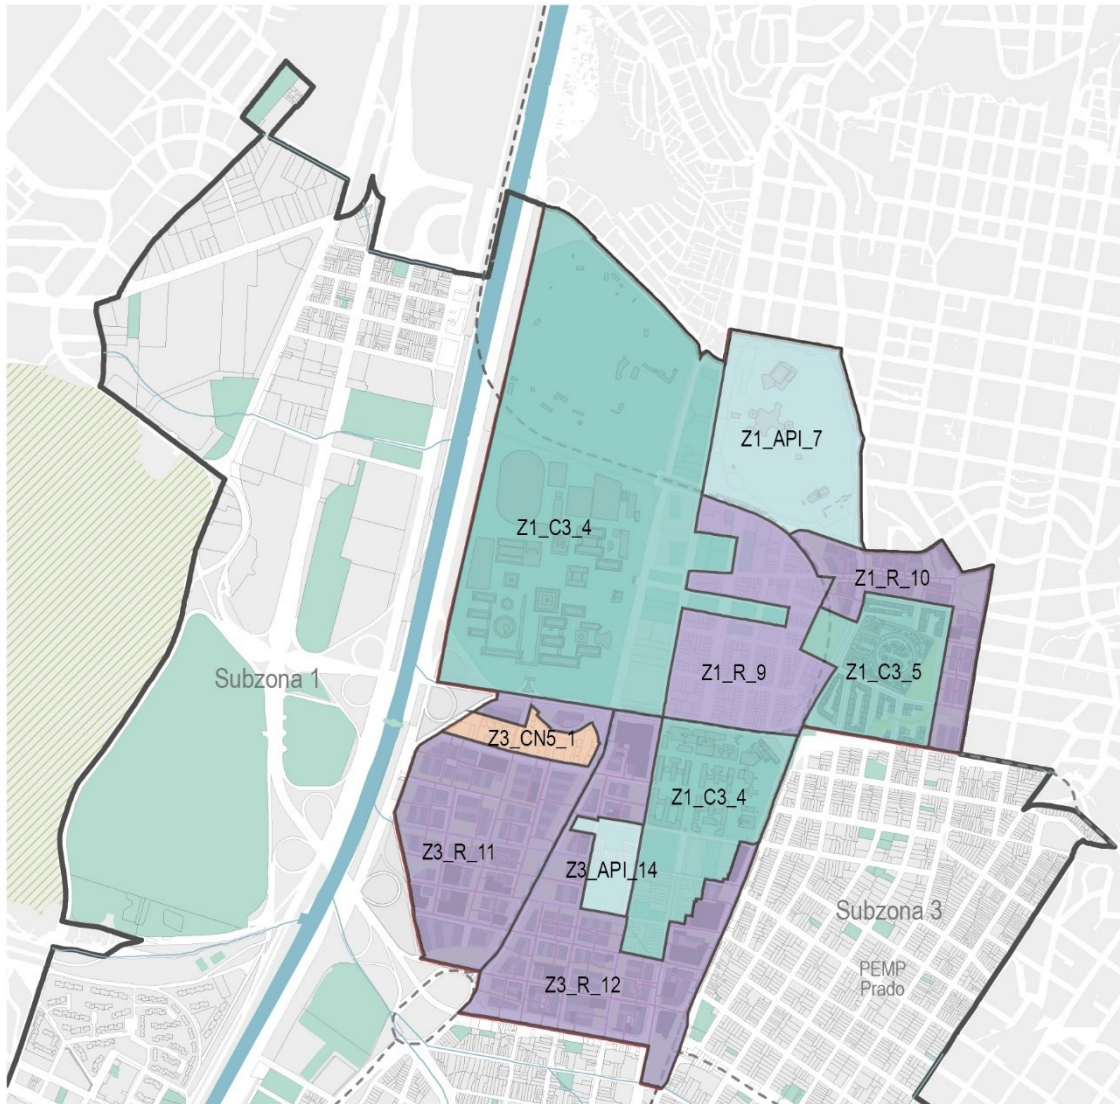 Z1_API_7
Z1_C3_4
Z1_R_10
Z1_R_9
Z1_C3_5
Subzona 1
Z3_CN5_1
Z1_C3_4
Z3_R_11
Z3_API_14
Subzona 3
PEMP
Prado
Z3_R_12